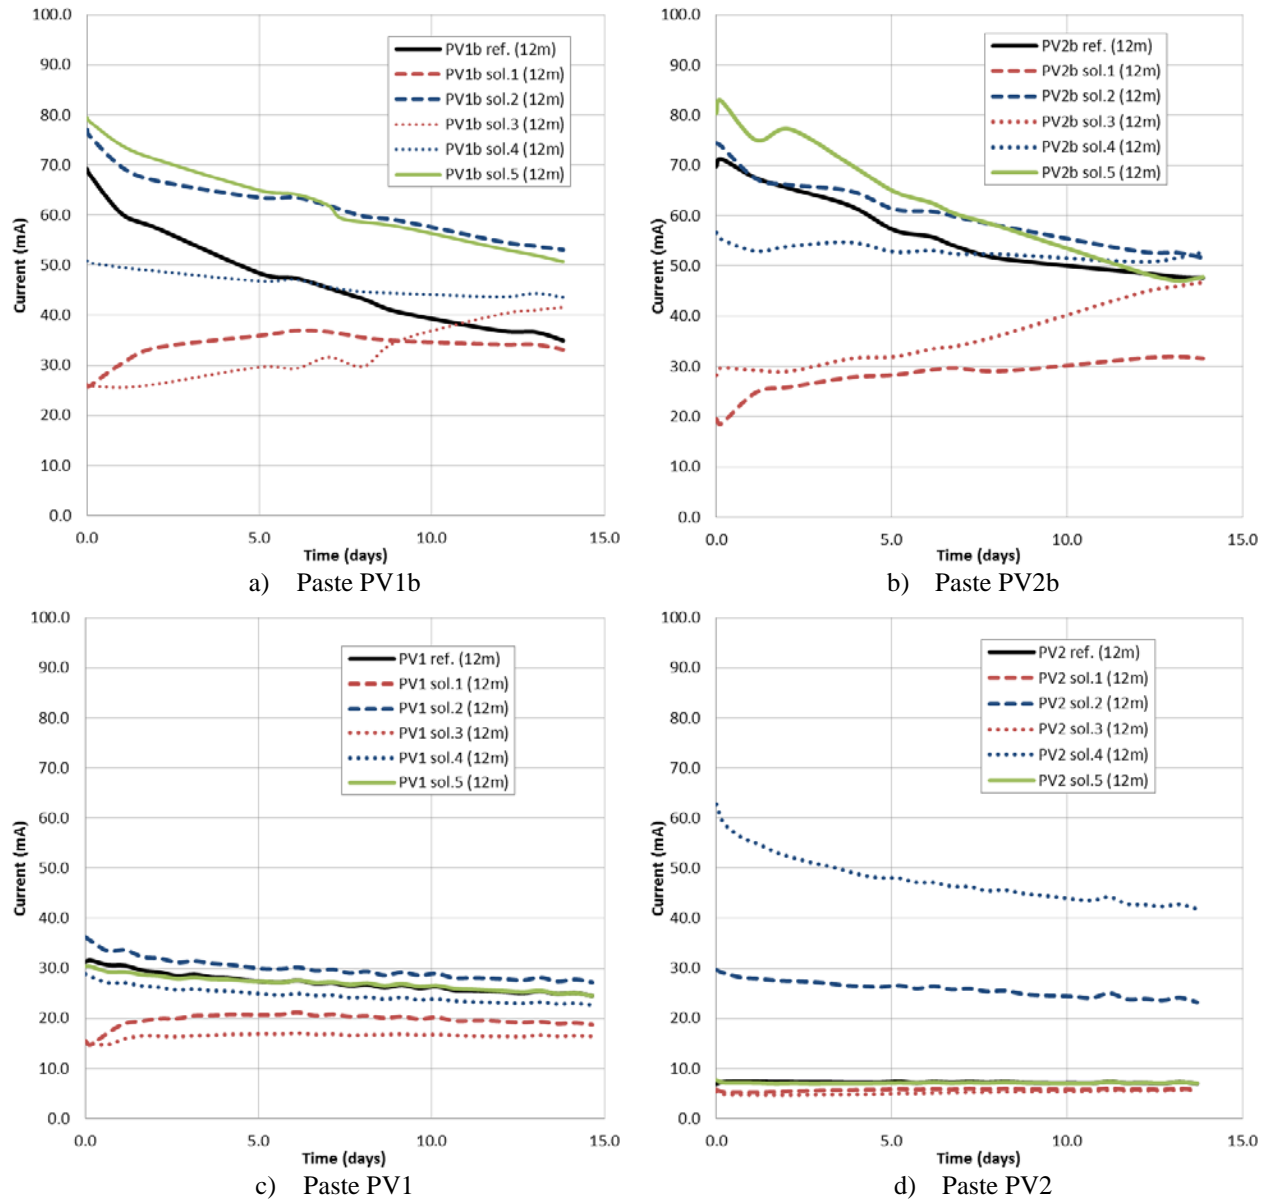 100.0
90.0
80.0
70.0
60.0
50.0
40.0
30.0
20.0
10.0
0.0
Current (mA)
PV1b ref. (12m)
PV1b sol.1 (12m)
PV1b sol.2 (12m)
PV1b sol.3 (12m)
PV1b sol.4 (12m)
PV1b sol.5 (12m)
0.0 5.0 10.0 15.0
Time (days)
a) Paste PV1b
100.0
90.0
80.0
70.0
60.0
50.0
40.0
30.0
20.0
10.0
0.0
Current (mA)
PV2b ref. (12m)
PV2b sol.1 (12m)
PV2b sol.2 (12m)
PV2b sol.3 (12m)
PV2b sol.4 (12m)
PV2b sol.5 (12m)
0.0 5.0 10.0 15.0
Time (days)
b) Paste PV2b
100.0
90.0
80.0
70.0
60.0
50.0
40.0
30.0
20.0
10.0
0.0
Current (mA)
PV1 ref. (12m)
PV1 sol.1 (12m)
PV1 sol.2 (12m)
PV1 sol.3 (12m)
PV1 sol.4 (12m)
PV1 sol.5 (12m)
0.0 5.0 10.0 15.0
Time (days)
c) Paste PV1
100.0
90.0
80.0
70.0
60.0
50.0
40.0
30.0
20.0
10.0
0.0
Current (mA)
PV2 ref. (12m)
PV2 sol.1 (12m)
PV2 sol.2 (12m)
PV2 sol.3 (12m)
PV2 sol.4 (12m)
PV2 sol.5 (12m)
0.0 5.0 10.0 15.0
Time (days)
d) Paste PV2